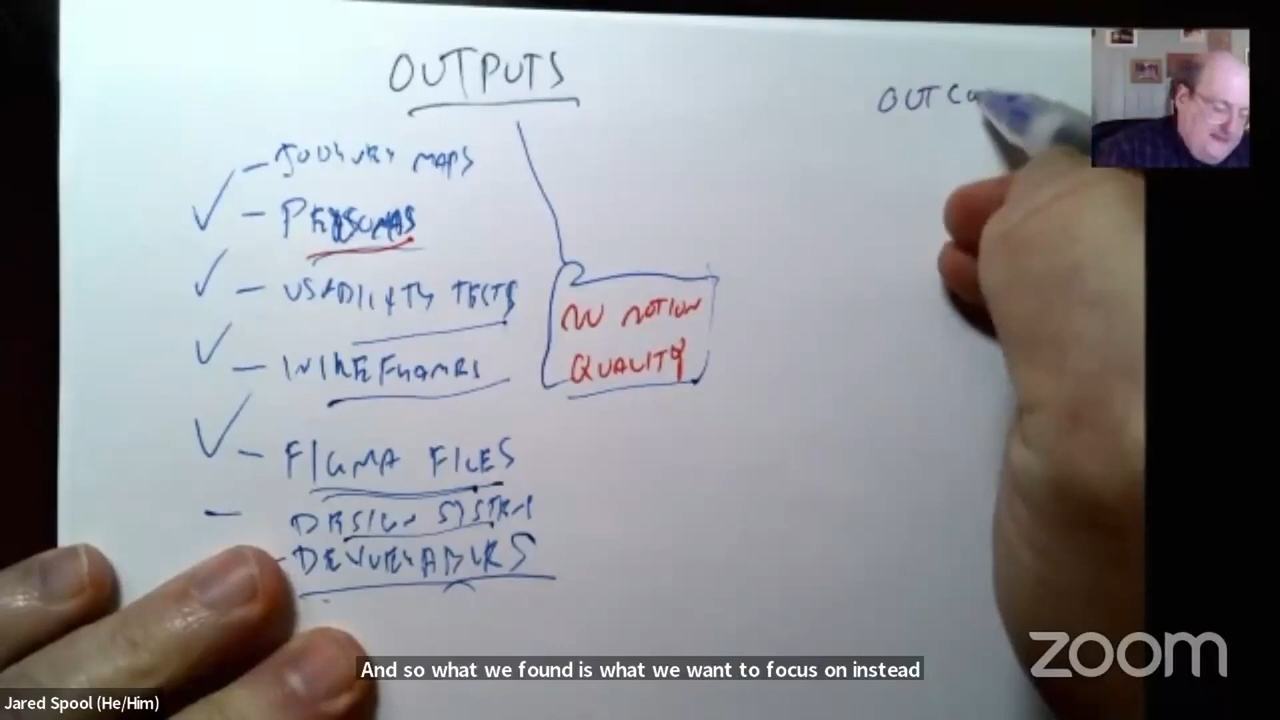 OUTPUTS
OUTCO
- JOURNEY MAPS
- PERSONAS
- USABILITY TESTS
NO NOTION
QUALITY
- WIREFRAMES
- FIGMA FILES
- DESIGN SYSTEM
- DELIVERABLES
And so what we found is what we want to focus on instead
zoom
Jared Spool (He/Him)